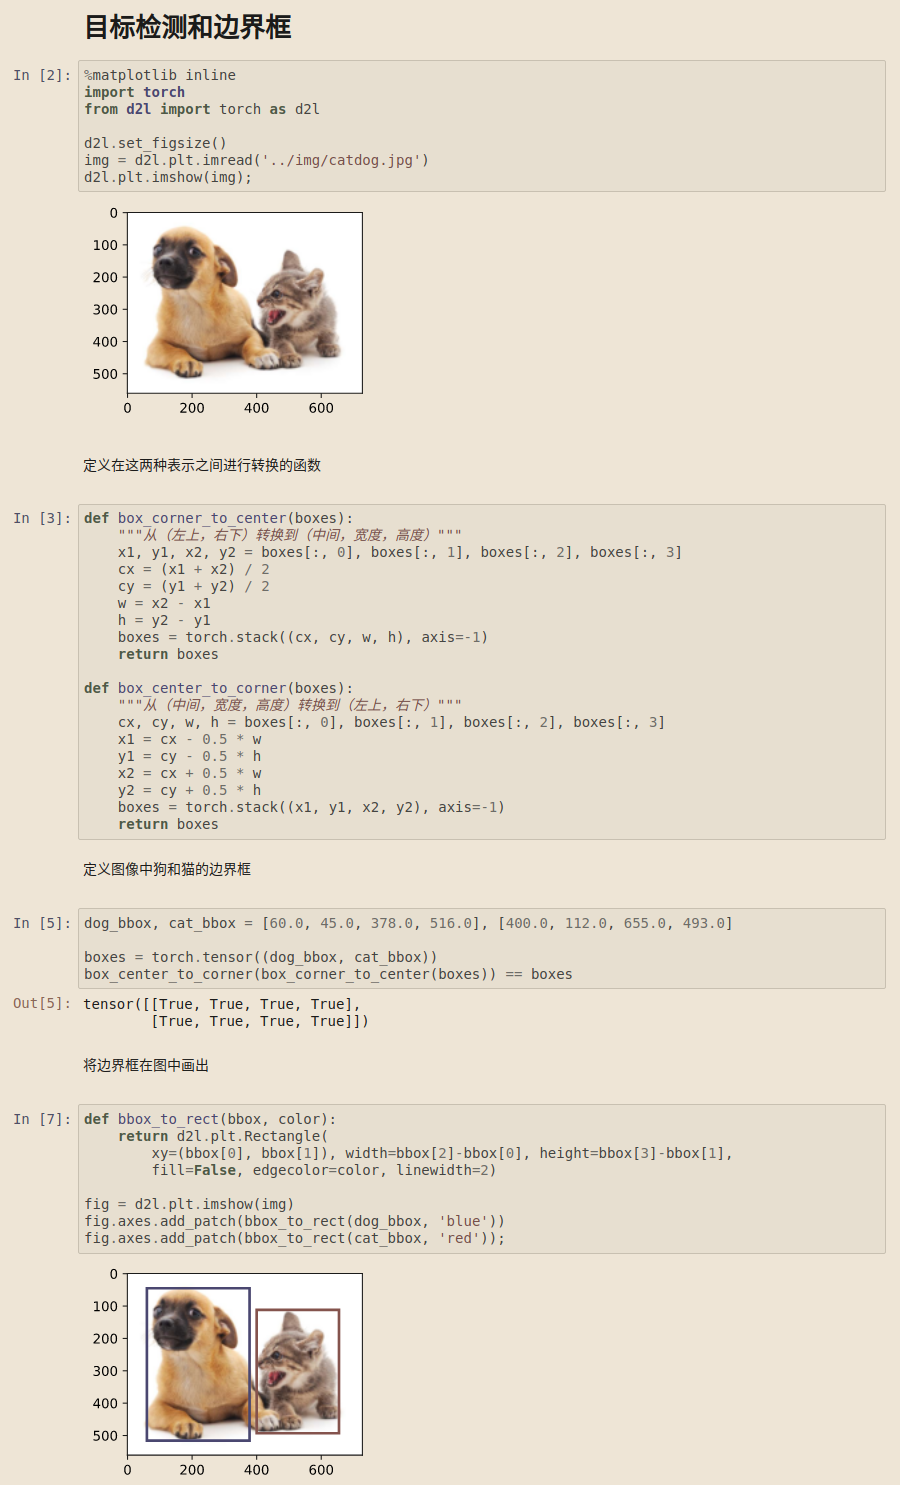 目标检测和边界框
In [2]:
%matplotlib inline
import torch
from d2l import torch as d2l
d2l.set_figsize()
img = d2l.plt.imread('../img/catdog.jpg')
d2l.plt.imshow(img);
0
100
200
300
400
500
0 200 400 600
定义在这两种表示之间进行转换的函数
In [3]:
def box_corner_to_center(boxes):
"""从（左上，右下）转换到（中间，宽度，高度）"""
x1, y1, x2, y2 = boxes[:, 0], boxes[:, 1], boxes[:, 2], boxes[:, 3]
cx = (x1 + x2) / 2
cy = (y1 + y2) / 2
w = x2 - x1
h = y2 - y1
boxes = torch.stack((cx, cy, w, h), axis=-1)
return boxes
def box_center_to_corner(boxes):
"""从（中间，宽度，高度）转换到（左上，右下）"""
cx, cy, w, h = boxes[:, 0], boxes[:, 1], boxes[:, 2], boxes[:, 3]
x1 = cx - 0.5 * w
y1 = cy - 0.5 * h
x2 = cx + 0.5 * w
y2 = cy + 0.5 * h
boxes = torch.stack((x1, y1, x2, y2), axis=-1)
return boxes
定义图像中狗和猫的边界框
In [5]:
dog_bbox, cat_bbox = [60.0, 45.0, 378.0, 516.0], [400.0, 112.0, 655.0, 493.0]
boxes = torch.tensor((dog_bbox, cat_bbox))
box_center_to_corner(box_corner_to_center(boxes)) == boxes
Out[5]:
tensor([[True, True, True, True],
[True, True, True, True]])
将边界框在图中画出
In [7]:
def bbox_to_rect(bbox, color):
return d2l.plt.Rectangle(
xy=(bbox[0], bbox[1]), width=bbox[2]-bbox[0], height=bbox[3]-bbox[1],
fill=False, edgecolor=color, linewidth=2)
fig = d2l.plt.imshow(img)
fig.axes.add_patch(bbox_to_rect(dog_bbox, 'blue'))
fig.axes.add_patch(bbox_to_rect(cat_bbox, 'red'));
0
100
200
300
400
500
0 200 400 600